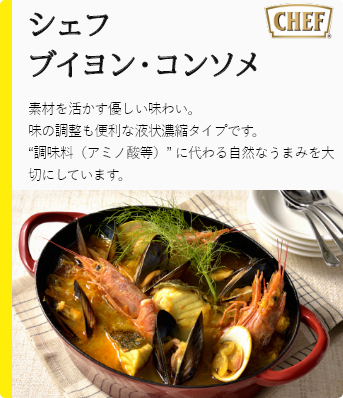 シェフ
CHEF
ブイヨン・コンソメ
素材を活かす優しい味わい。
味の調整も便利な液状濃縮タイプです。
“調味料（アミノ酸等）” に代わる自然なうまみを大
切にしています。